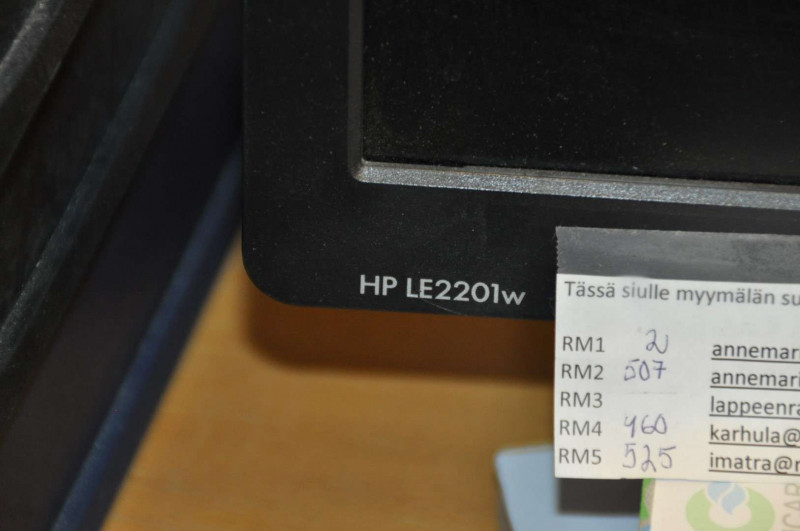 HP LE2201w
Tässä siulle myymälän su
RM1 2 annemari
RM2 507 annemari
RM3 lappeenra
RM4 460 karhula@
RM5 525 imatra@r
CAR